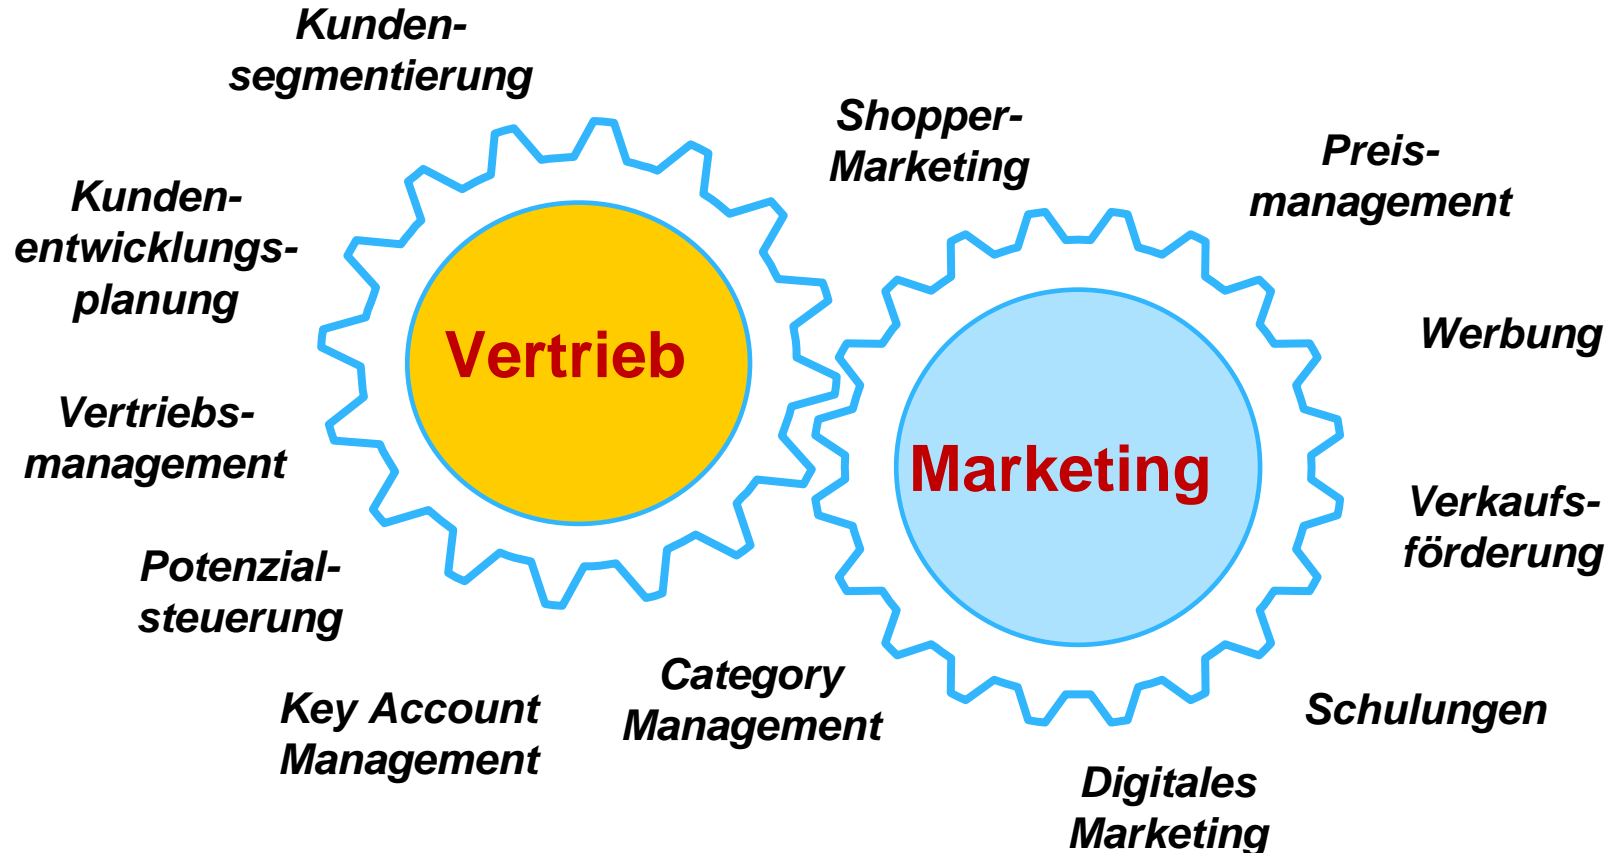 Kunden-
segmentierung
Shopper-
Marketing
Preis-
management
Kunden-
entwicklungs-
planung
Werbung
Vertrieb
Vertriebs-
management
Marketing
Verkaufs-
förderung
Potenzial-
steuerung
Category
Management
Key Account
Management
Schulungen
Digitales
Marketing